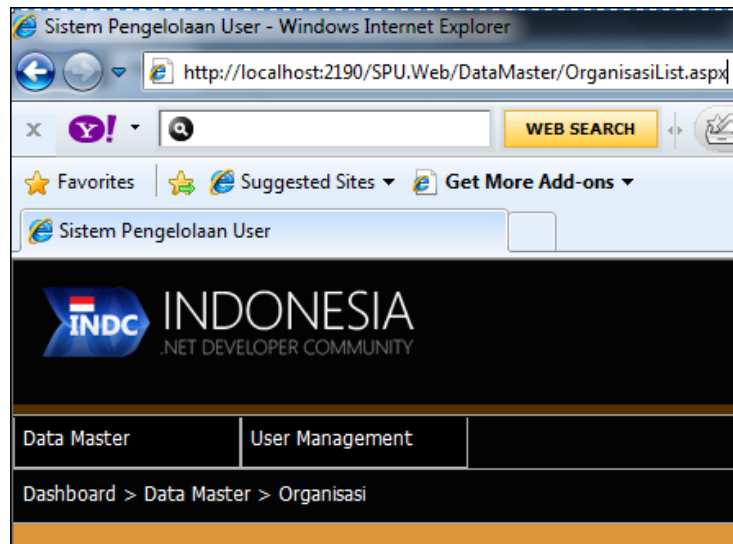 Sistem Pengelolaan User - Windows Internet Explorer
http://localhost:2190/SPU.Web/DataMaster/OrganisasiList.aspx
x Y! WEB SEARCH
Favorites Suggested Sites Get More Add-ons
Sistem Pengelolaan User
INDC INDONESIA
.NET DEVELOPER COMMUNITY
Data Master User Management
Dashboard > Data Master > Organisasi